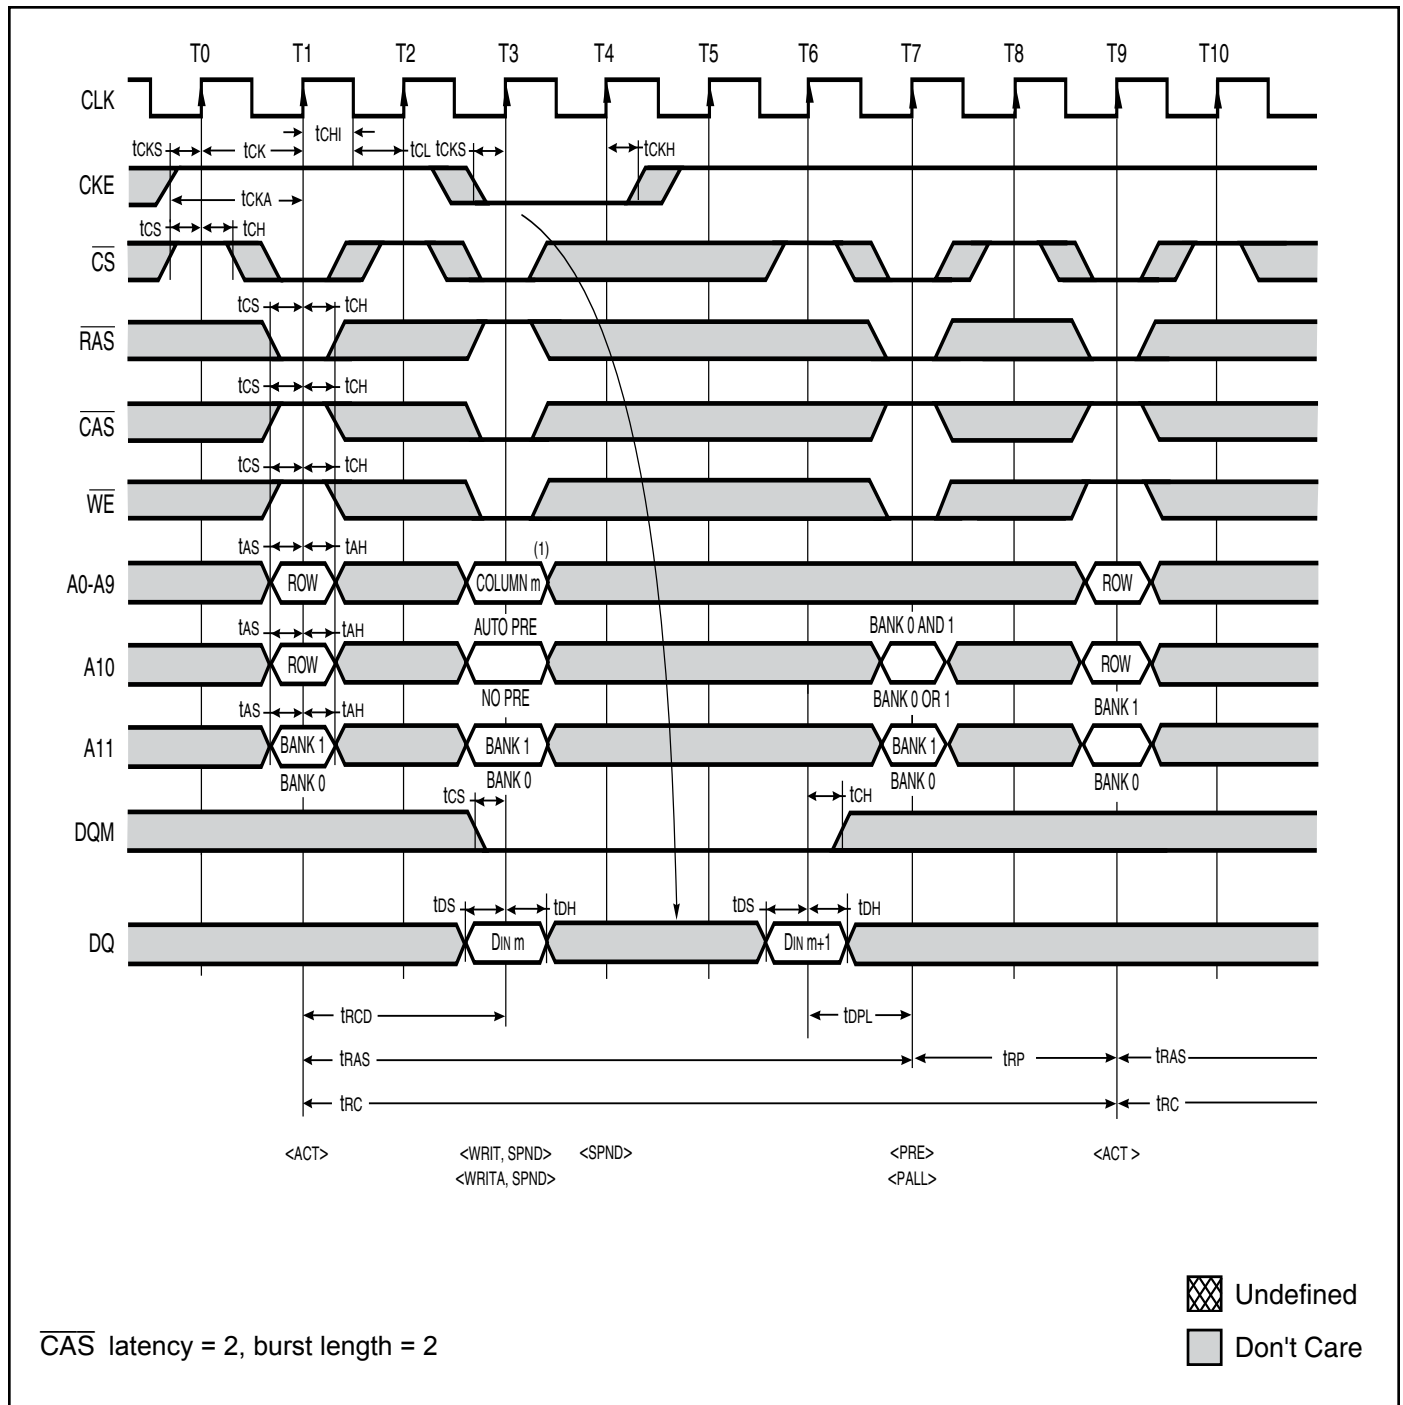 T0 T1 T2 T3 T4 T5 T6 T7 T8 T9 T10
CLK
tCHI
tCKS tCK tCL tCKS tCKH
CKE
tCKA
tCS tCH
CS
tCS tCH
RAS
tCS tCH
CAS
tCS tCH
WE
tAS tAH (1)
A0-A9 ROW COLUMN m ROW
tAS tAH AUTO PRE BANK 0 AND 1
A10 ROW ROW
NO PRE BANK 0 OR 1 BANK 1
tAS tAH
A11 BANK 1 BANK 1 BANK 1
BANK 0 BANK 0 BANK 0 BANK 0
tCS tCH
DQM
tDS tDH tDS tDH
DQ DIN m DIN m+1
tRCD tDPL
tRAS tRP tRAS
tRC tRC
<ACT> <WRIT, SPND> <SPND> <PRE> <ACT >
<WRITA, SPND> <PALL>
Undefined
CAS latency = 2, burst length = 2 Don't Care